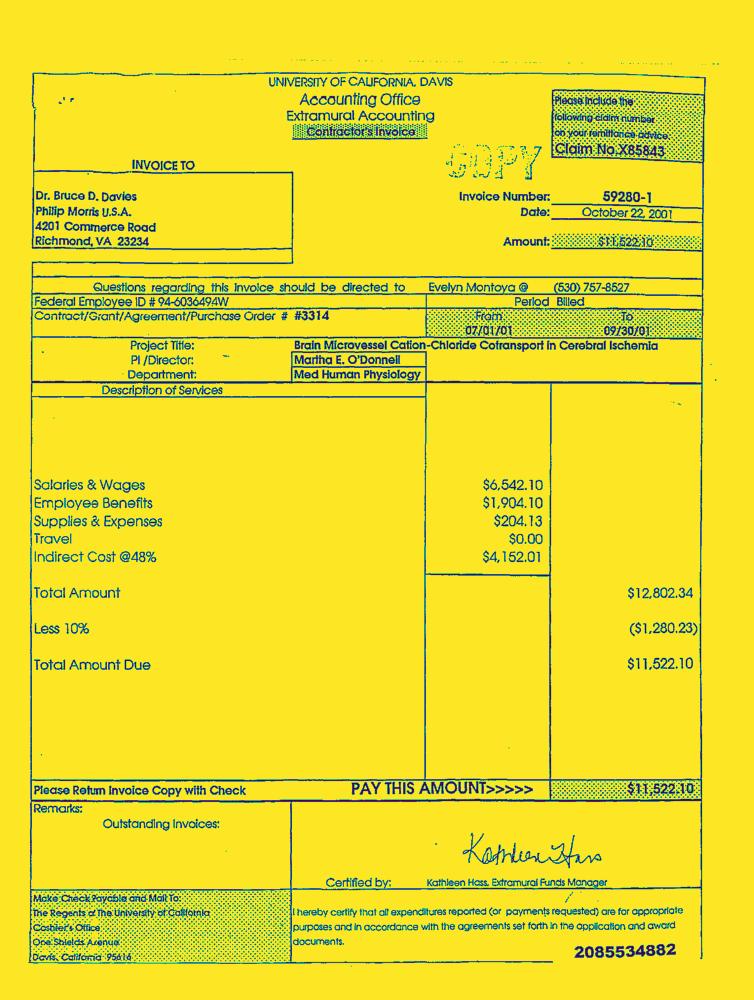 UNIVERSITY OF CALIFORNIA, DAVIS
Accounting Office
Extramural Accounting
Contractor's Invoice
Please include the
following claim number
on your remittance advice.
Claim No.X85843
COPY
INVOICE TO
Dr. Bruce D. Davies
Philip Morris U.S.A.
4201 Commerce Road
Richmond, VA 23234
Invoice Number: 59280-1
Date: October 22, 2001
Amount: $11,522.10
Questions regarding this invoice should be directed to Evelyn Montoya @ (530) 757-8527
Federal Employee ID # 94-6036494W Period Billed
Contract/Grant/Agreement/Purchase Order # #3314 From To
07/01/01 09/30/01
Project Title: Brain Microvessel Cation-Chloride Cotransport in Cerebral Ischemia
PI /Director: Martha E. O'Donnell
Department: Med Human Physiology
Description of Services
Salaries & Wages $6,542.10
Employee Benefits $1,904.10
Supplies & Expenses $204.13
Travel $0.00
Indirect Cost @48% $4,152.01
Total Amount $12,802.34
Less 10% ($1,280.23)
Total Amount Due $11,522.10
Please Return Invoice Copy with Check PAY THIS AMOUNT>>>>> $11,522.10
Remarks:
Outstanding Invoices:
Kathleen Hass
Certified by: Kathleen Hass, Extramural Funds Manager
Make Check Payable and Mail To:
The Regents of The University of California
Cashier's Office
One Shields Avenue
Davis, California 95616
I hereby certify that all expenditures reported (or payments requested) are for appropriate
purposes and in accordance with the agreements set forth in the application and award
documents.
2085534882